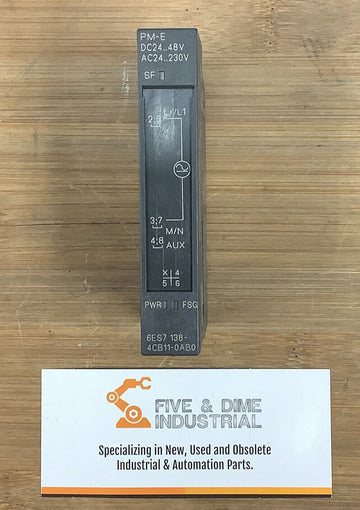 PM-E
DC24..48V
AC24..230V
SF
2;6 L+/L1
3;7
M/N
4;8 AUX
X 4
5 6
PWR FSG
6ES7 138-
4CB11-0AB0
FIVE & DIME
INDUSTRIAL
Specializing in New, Used and Obsolete
Industrial & Automation Parts.